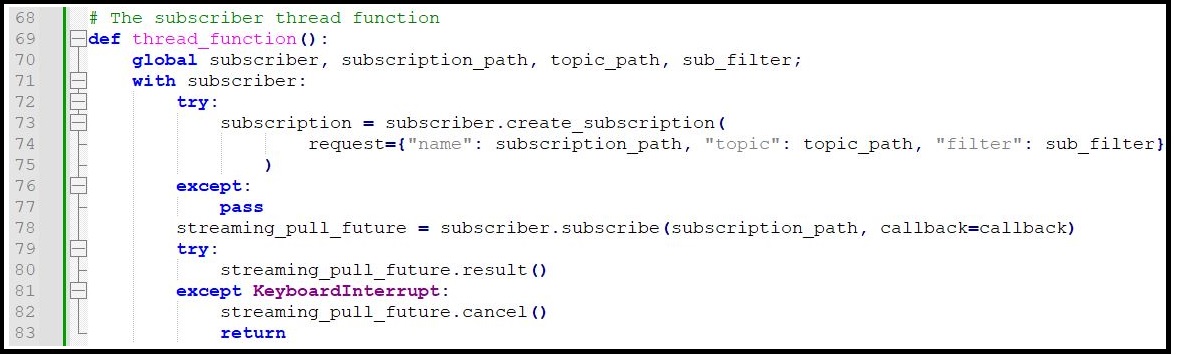 68 # The subscriber thread function
69 def thread_function():
70 global subscriber, subscription_path, topic_path, sub_filter;
71 with subscriber:
72 try:
73 subscription = subscriber.create_subscription(
74 request={"name": subscription_path, "topic": topic_path, "filter": sub_filter}
75 )
76 except:
77 pass
78 streaming_pull_future = subscriber.subscribe(subscription_path, callback=callback)
79 try:
80 streaming_pull_future.result()
81 except KeyboardInterrupt:
82 streaming_pull_future.cancel()
83 return